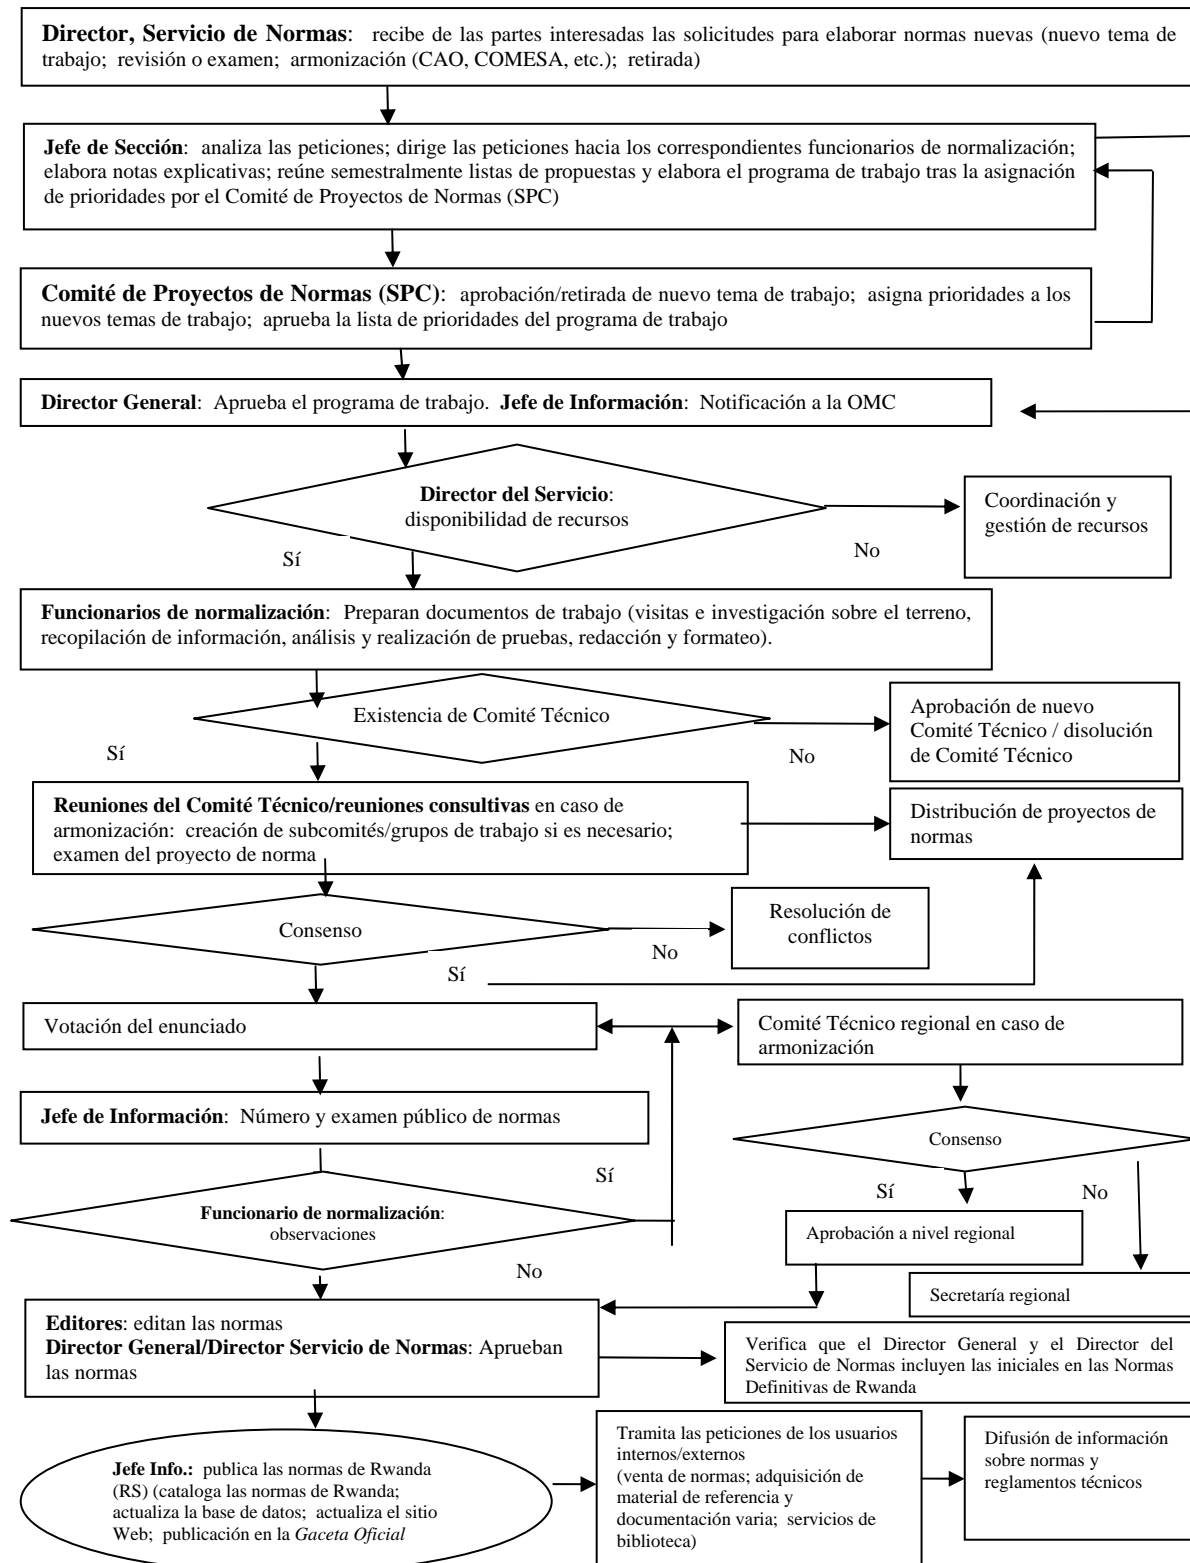 Director, Servicio de Normas: recibe de las partes interesadas las solicitudes para elaborar normas nuevas (nuevo tema de
trabajo; revisión o examen; armonización (CAO, COMESA, etc.); retirada)
Jefe de Sección: analiza las peticiones; dirige las peticiones hacia los correspondientes funcionarios de normalización;
elabora notas explicativas; reúne semestralmente listas de propuestas y elabora el programa de trabajo tras la asignación
de prioridades por el Comité de Proyectos de Normas (SPC)
Comité de Proyectos de Normas (SPC): aprobación/retirada de nuevo tema de trabajo; asigna prioridades a los
nuevos temas de trabajo; aprueba la lista de prioridades del programa de trabajo
Director General: Aprueba el programa de trabajo. Jefe de Información: Notificación a la OMC
Director del Servicio:
disponibilidad de recursos
Coordinación y
gestión de recursos
Sí
No
Funcionarios de normalización: Preparan documentos de trabajo (visitas e investigación sobre el terreno,
recopilación de información, análisis y realización de pruebas, redacción y formateo).
Existencia de Comité Técnico
Aprobación de nuevo
Comité Técnico / disolución
de Comité Técnico
Sí
No
Reuniones del Comité Técnico/reuniones consultivas en caso de
armonización: creación de subcomités/grupos de trabajo si es necesario;
examen del proyecto de norma
Distribución de proyectos de
normas
Consenso
Resolución de
conflictos
No
Sí
Votación del enunciado
Comité Técnico regional en caso de
armonización
Jefe de Información: Número y examen público de normas
Consenso
Sí
Sí
No
Funcionario de normalización:
observaciones
Aprobación a nivel regional
No
Secretaría regional
Editores: editan las normas
Director General/Director Servicio de Normas: Aprueban
las normas
Verifica que el Director General y el Director del
Servicio de Normas incluyen las iniciales en las Normas
Definitivas de Rwanda
Jefe Info.: publica las normas de Rwanda
(RS) (cataloga las normas de Rwanda;
actualiza la base de datos; actualiza el sitio
Web; publicación en la Gaceta Oficial
Tramita las peticiones de los usuarios
internos/externos
(venta de normas; adquisición de
material de referencia y
documentación varia; servicios de
biblioteca)
Difusión de información
sobre normas y
reglamentos técnicos